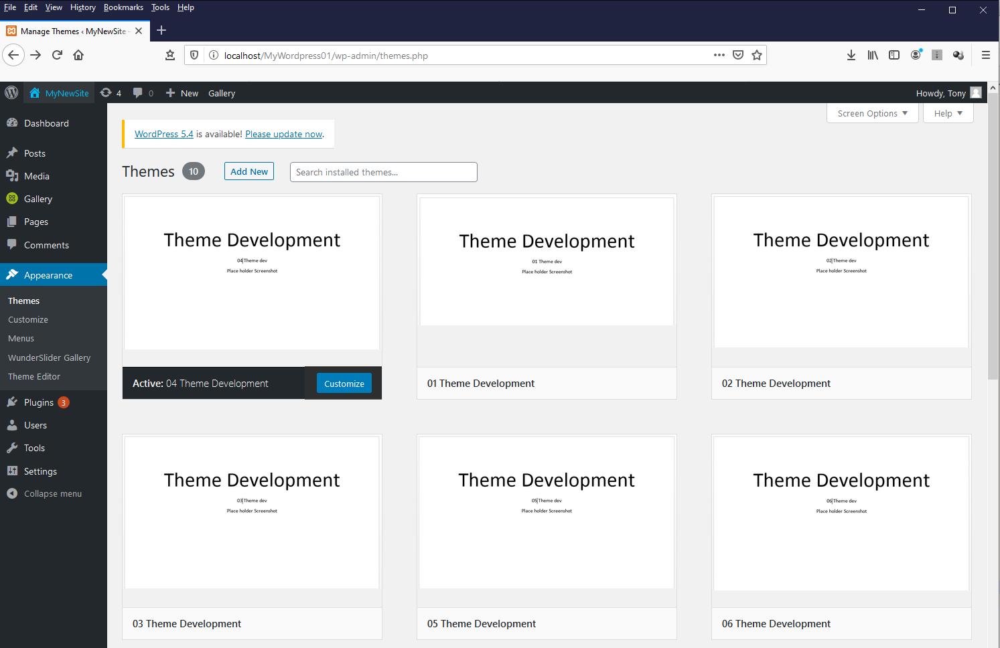 File Edit View History Bookmarks Tools Help
Manage Themes ‹ MyNewSite -
localhost/MyWordpress01/wp-admin/themes.php
MyNewSite 4 0 New Gallery Howdy, Tony
Screen Options Help
Dashboard
Posts
Media
Gallery
Pages
Comments
Appearance
Themes
Customize
Menus
WunderSlider Gallery
Theme Editor
Plugins 3
Users
Tools
Settings
Collapse menu
WordPress 5.4 is available! Please update now.
Themes 10 Add New Search installed themes...
Theme Development
04 Theme dev
Place holder Screenshot
Active: 04 Theme Development Customize
Theme Development
01 Theme dev
Place holder Screenshot
01 Theme Development
Theme Development
02 Theme dev
Place holder Screenshot
02 Theme Development
Theme Development
03 Theme dev
Place holder Screenshot
03 Theme Development
Theme Development
05 Theme dev
Place holder Screenshot
05 Theme Development
Theme Development
06 Theme dev
Place holder Screenshot
06 Theme Development